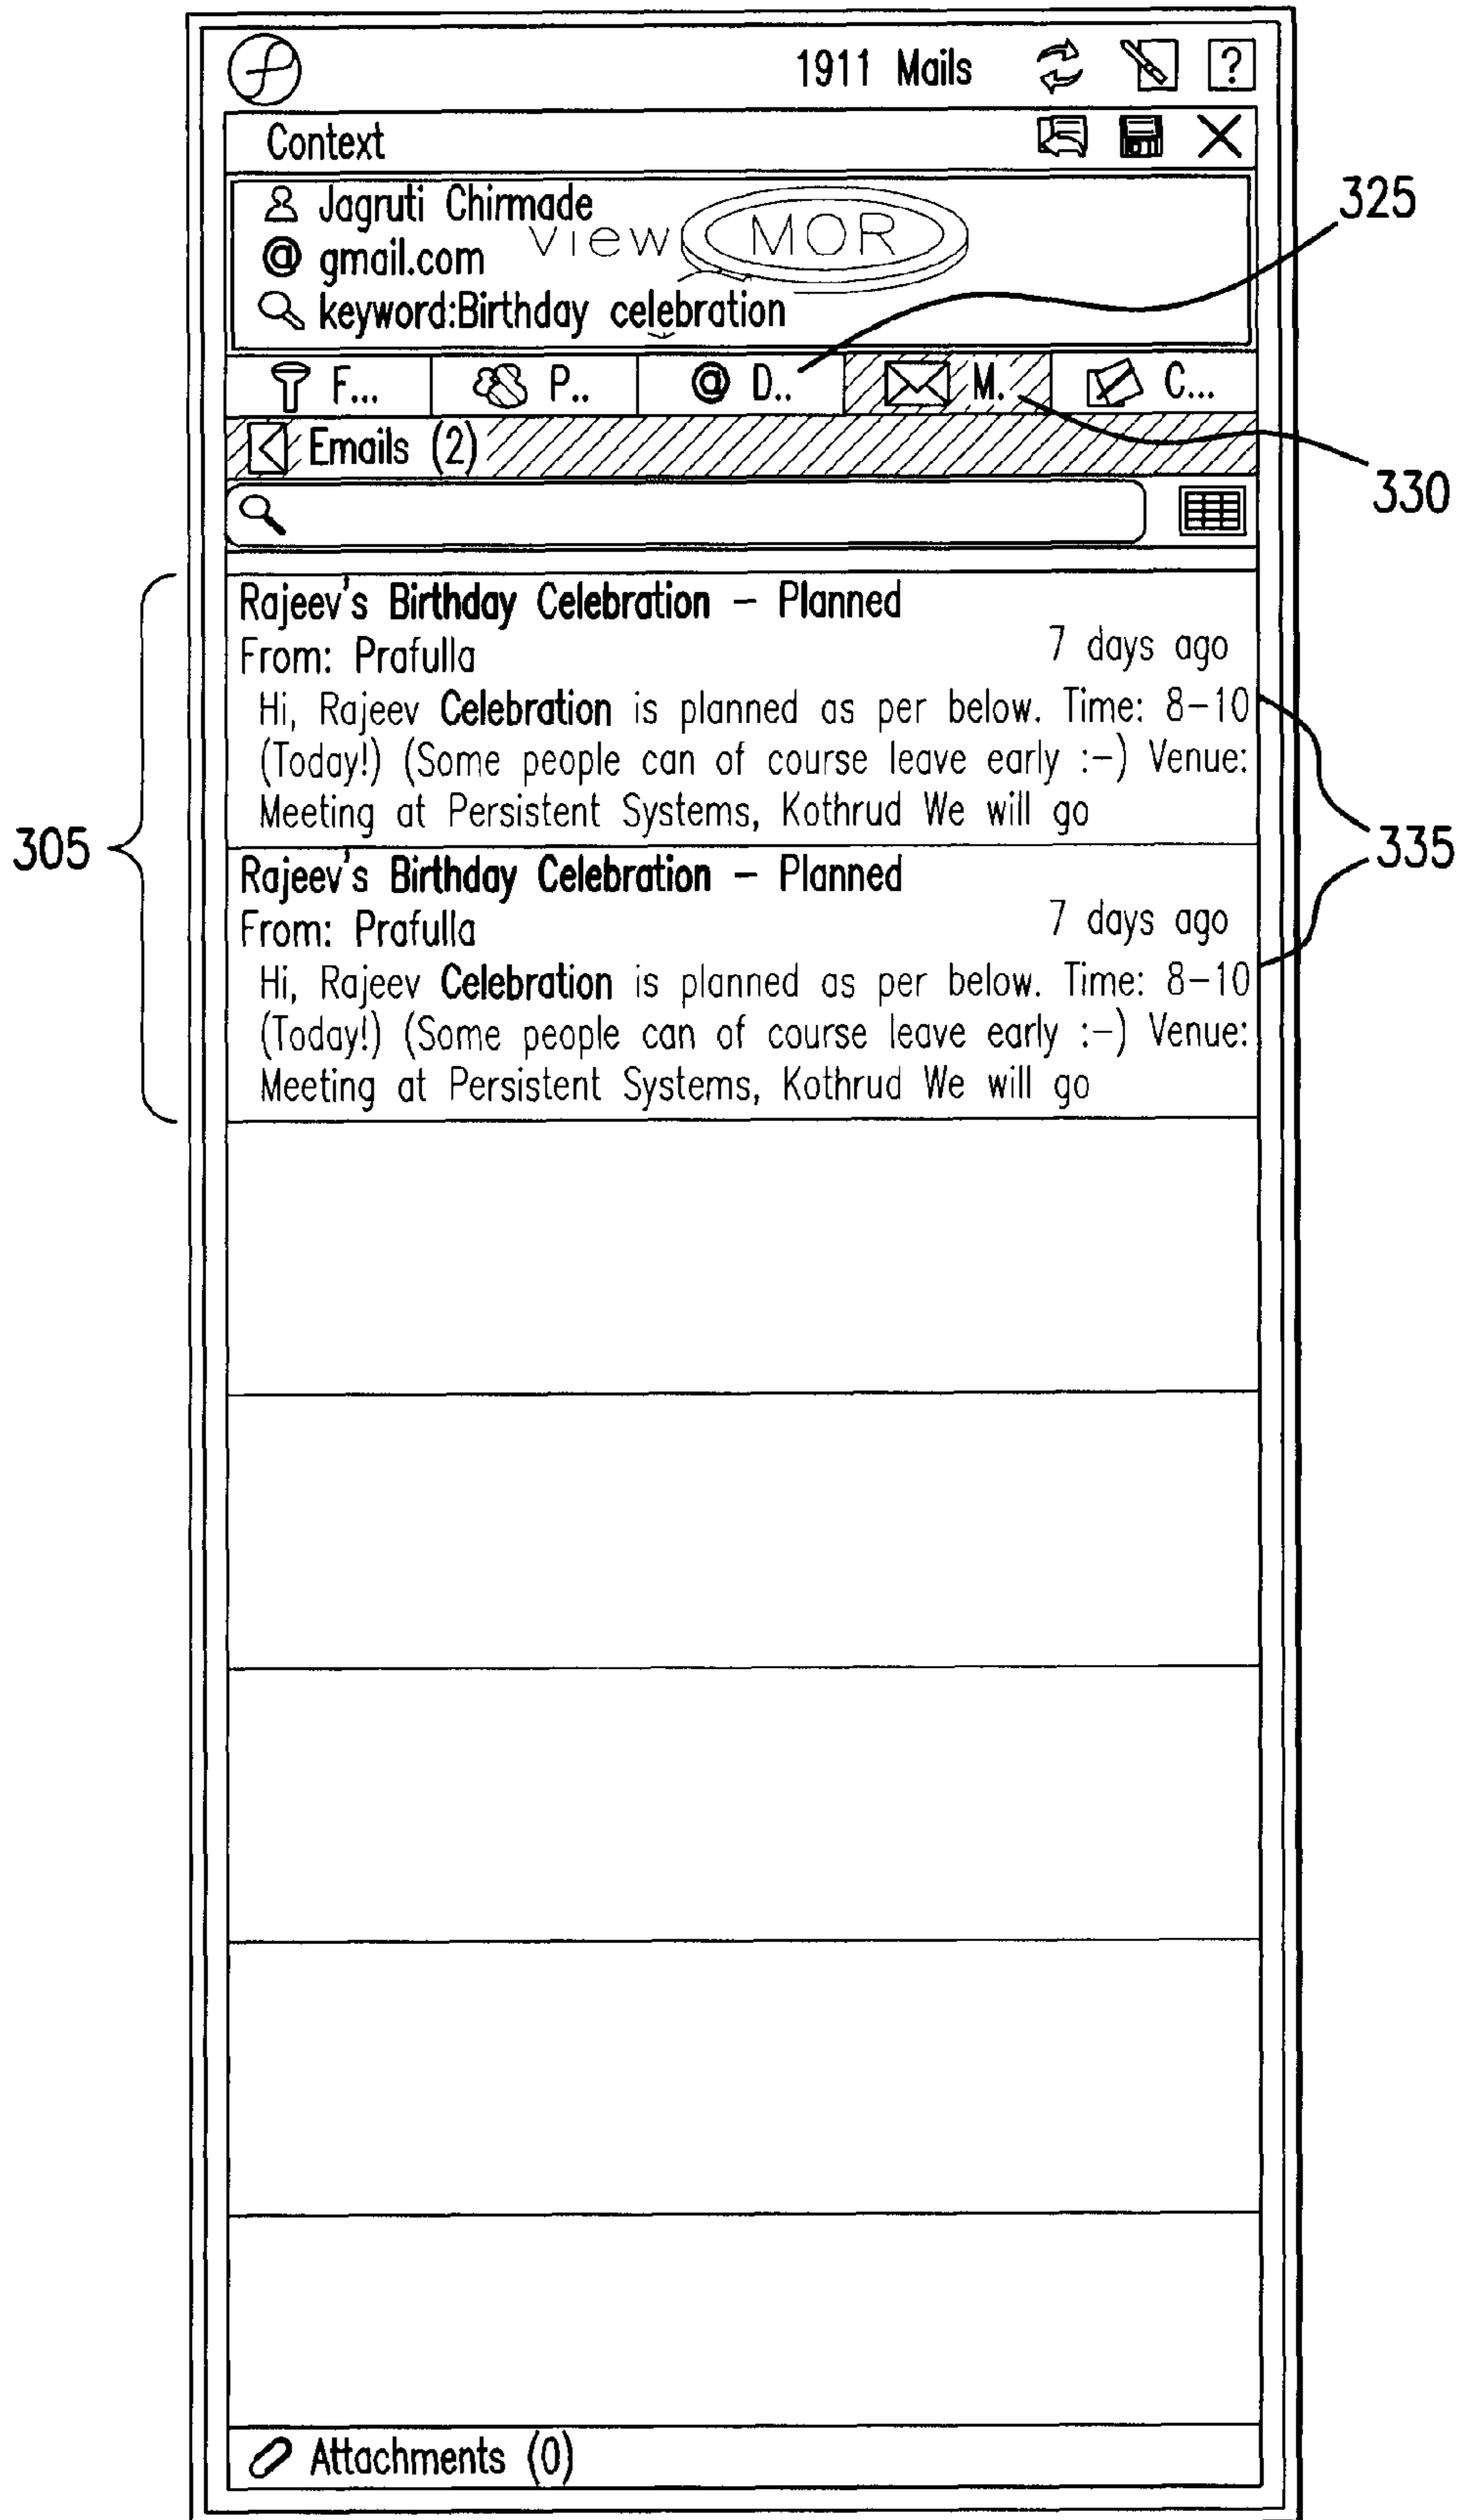 1911 Mails
?
Context
Jagruti Chirmade
View MOR
@ gmail.com
keyword:Birthday celebration
325
F...
P..
@ D..
M.
C...
Emails (2)
330
Rajeev's Birthday Celebration – Planned
From: Prafulla
7 days ago
Hi, Rajeev Celebration is planned as per below. Time: 8–10
(Today!) (Some people can of course leave early :–) Venue:
Meeting at Persistent Systems, Kothrud We will go
305
335
Rajeev's Birthday Celebration – Planned
From: Prafulla
7 days ago
Hi, Rajeev Celebration is planned as per below. Time: 8–10
(Today!) (Some people can of course leave early :–) Venue:
Meeting at Persistent Systems, Kothrud We will go
Attachments (0)